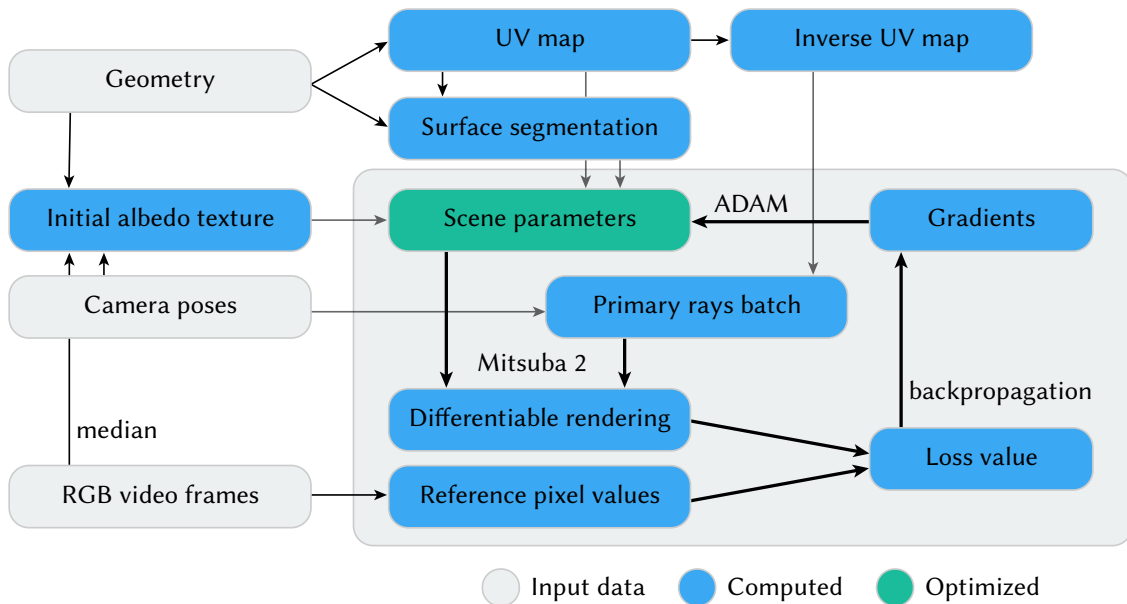 UV map
Inverse UV map
Geometry
Surface segmentation
Initial albedo texture
Scene parameters
ADAM
Gradients
Camera poses
Primary rays batch
Mitsuba 2
backpropagation
median
Differentiable rendering
Loss value
RGB video frames
Reference pixel values
Input data
Computed
Optimized